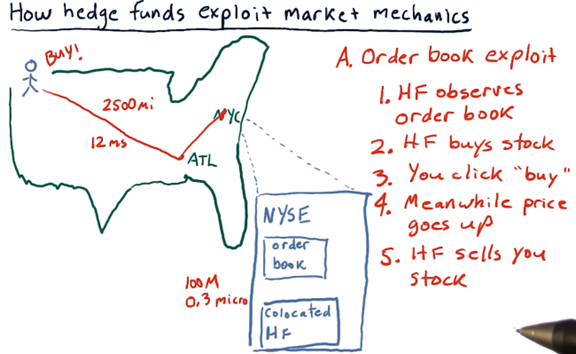 How hedge funds exploit market mechanics
BUY!
2500mi
12ms
NYC
ATL
NYSE
order
book
100M
0.3 micro
Colocated
HF
A. Order book exploit
1. HF observes
order book
2. HF buys stock
3. You click "buy"
4. Meanwhile price
goes up
5. HF sells you
stock